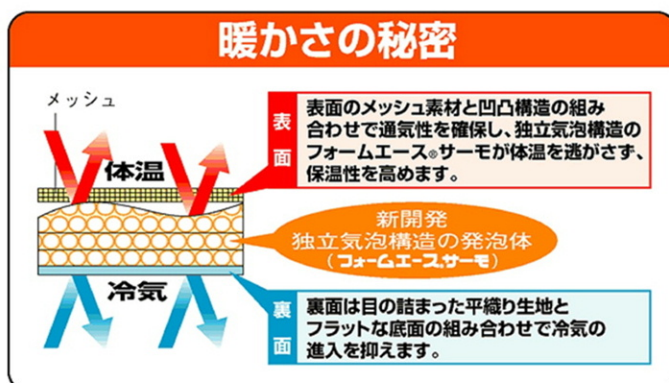 暖かさの秘密
メッシュ
体温
冷気
表面
表面のメッシュ素材と凹凸構造の組み
合わせで通気性を確保し、独立気泡構造の
フォームエース®サーモが体温を逃がさず、
保温性を高めます。
新開発
独立気泡構造の発泡体
(フォームエース®サーモ)
裏面
裏面は目の詰まった平織り生地と
フラットな底面の組み合わせで冷気の
進入を抑えます。